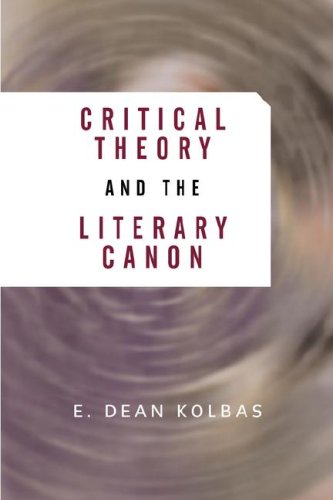 CRITICAL
THEORY
AND THE
LITERARY
CANON
E. DEAN KOLBAS